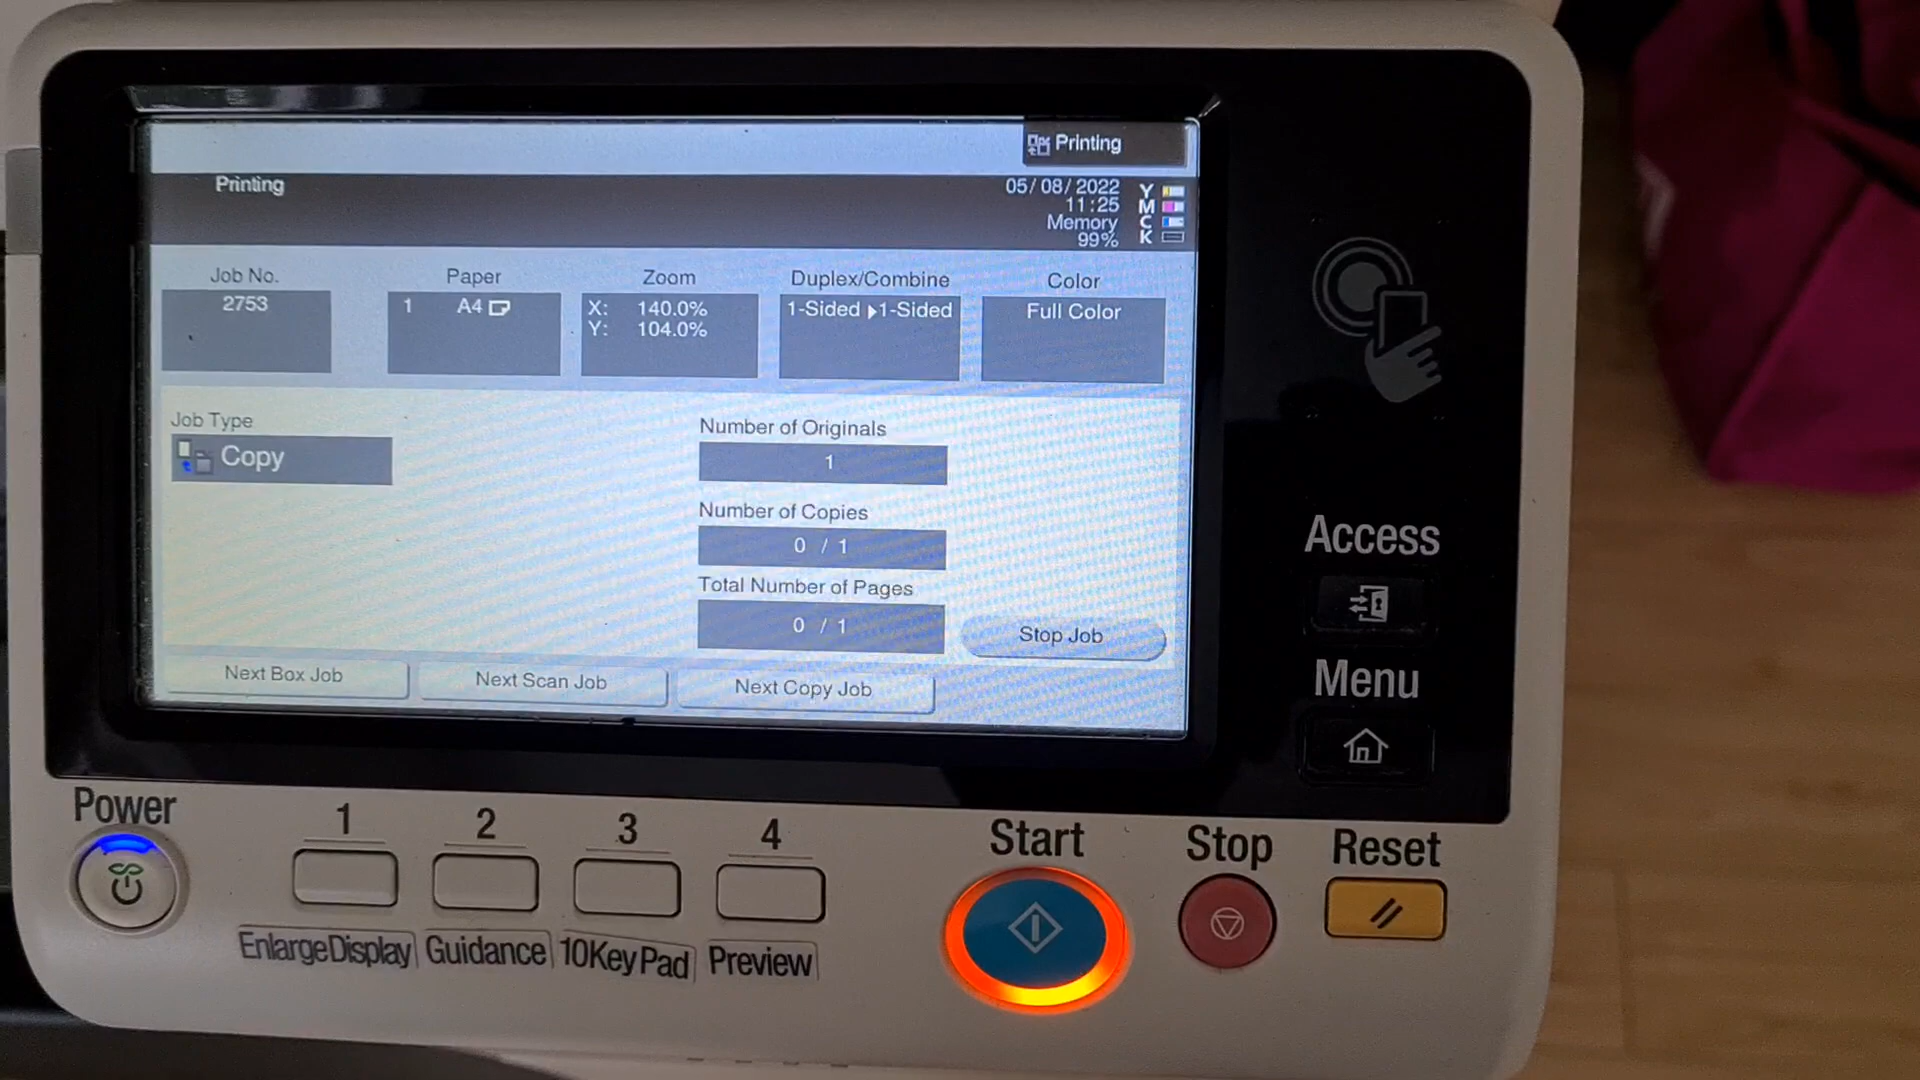 Printing
Printing
05/08/2022
11:25
Memory
99%
Y
M
C
K
Job No.
2753
Paper
1 A4
Zoom
X: 140.0%
Y: 104.0%
Duplex/Combine
1-Sided ▶1-Sided
Color
Full Color
Job Type
Copy
Number of Originals
1
Number of Copies
0 / 1
Total Number of Pages
0 / 1
Stop Job
Next Box Job
Next Scan Job
Next Copy Job
Access
Menu
Power
1
2
3
4
Start
Stop
Reset
Enlarge Display
Guidance
10Key Pad
Preview